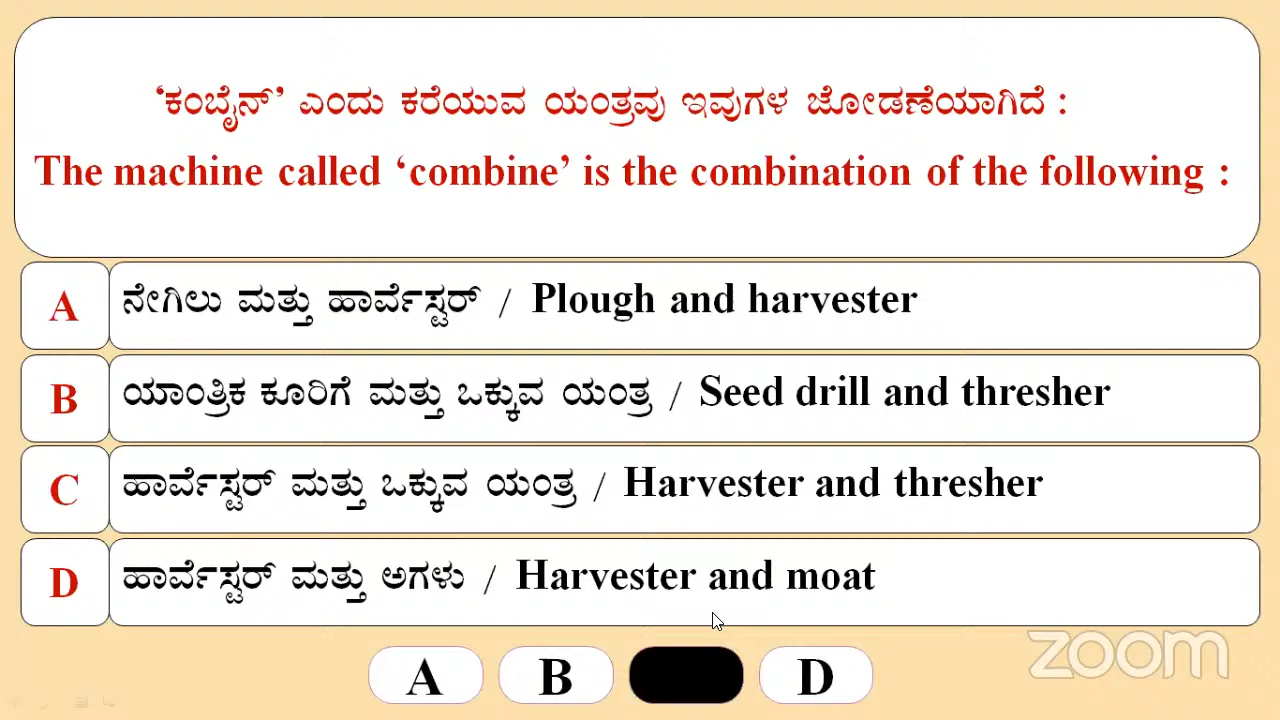 ‘ಕಂಬೈನ್’ ಎಂದು ಕರೆಯುವ ಯಂತ್ರವು ಇವುಗಳ ಜೋಡಣೆಯಾಗಿದೆ :
The machine called ‘combine’ is the combination of the following :
A ನೇಗಿಲು ಮತ್ತು ಹಾರ್ವೆಸ್ಟರ್ / Plough and harvester
B ಯಾಂತ್ರಿಕ ಕೂರಿಗೆ ಮತ್ತು ಒಕ್ಕುವ ಯಂತ್ರ / Seed drill and thresher
C ಹಾರ್ವೆಸ್ಟರ್ ಮತ್ತು ಒಕ್ಕುವ ಯಂತ್ರ / Harvester and thresher
D ಹಾರ್ವೆಸ್ಟರ್ ಮತ್ತು ಅಗಳು / Harvester and moat
zoom
A B D